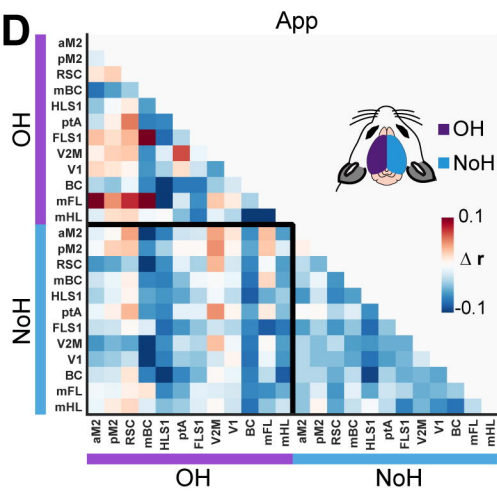 D
App
aM2
pM2
RSC
mBC
HLS1
ptA
FLS1
V2M
V1
BC
mFL
mHL
OH
aM2
pM2
RSC
mBC
HLS1
ptA
FLS1
V2M
V1
BC
mFL
mHL
NoH
OH
NoH
0.1
Δ r
-0.1
aM2 pM2 RSC mBC HLS1 ptA FLS1 V2M V1 BC mFL mHL aM2 pM2 RSC mBC HLS1 ptA FLS1 V2M V1 BC mFL mHL
OH NoH